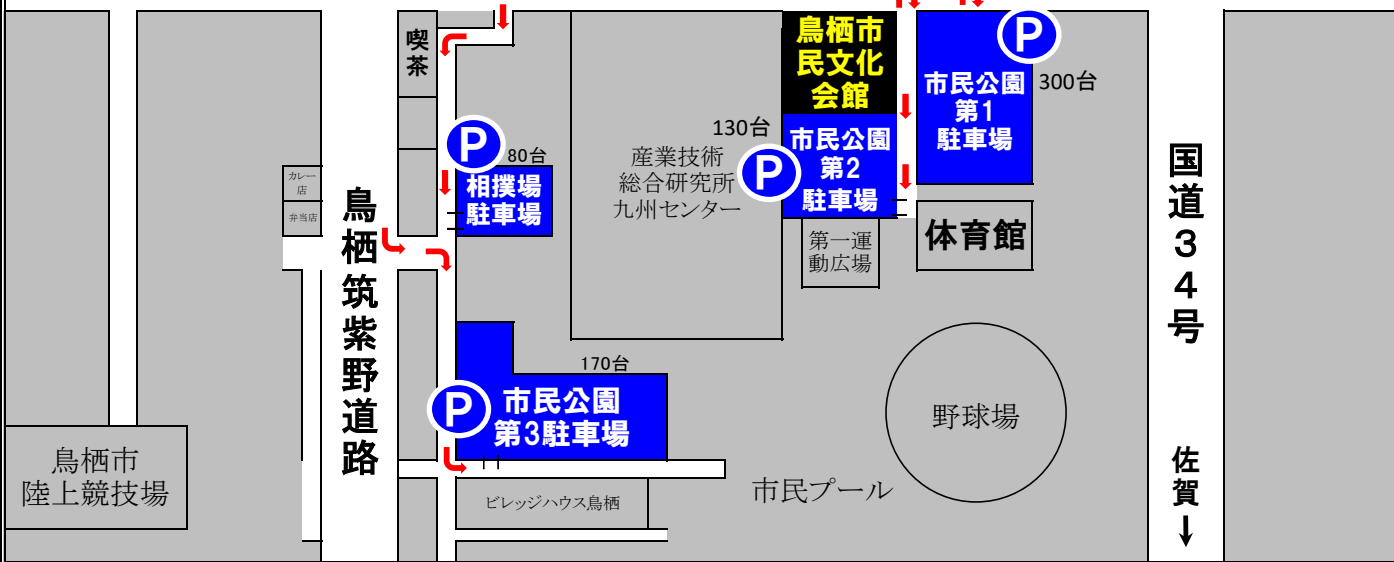 喫
茶
鳥栖市
民文化
会館
P
市民公園
第1
駐車場
300台
130台
P
市民公園
第2
駐車場
P
80台
相撲場
駐車場
産業技術
総合研究所
九州センター
カレー
店
弁当店
鳥栖筑紫野道路
第一運
動広場
体育館
国道34号
170台
P
市民公園
第3駐車場
野球場
鳥栖市
陸上競技場
ビレッジハウス鳥栖
市民プール
佐賀
↓